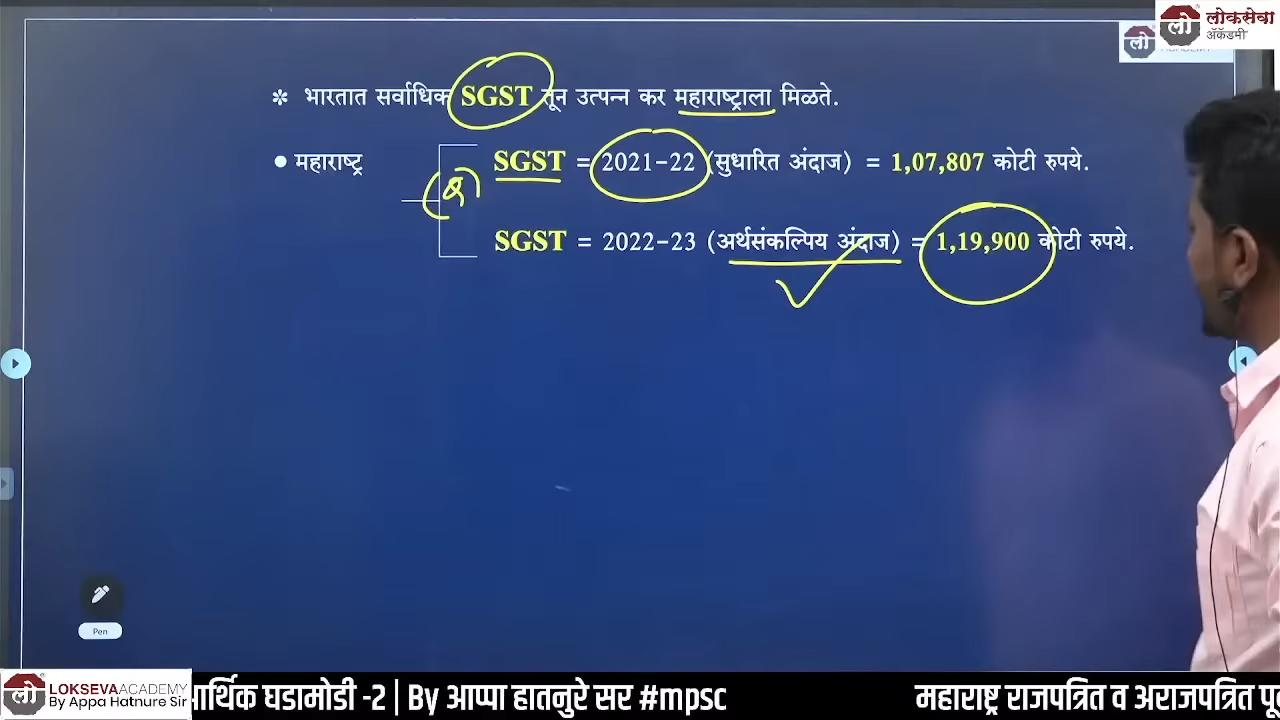 लोकसेवा
अ‍ॅकॅडमी
✻ भारतात सर्वाधिक SGST तून उत्पन्न कर महाराष्ट्राला मिळते.
● महाराष्ट्र
SGST = 2021-22 (सुधारित अंदाज) = 1,07,807 कोटी रुपये.
SGST = 2022-23 (अर्थसंकल्पिय अंदाज) = 1,19,900 कोटी रुपये.
Pen
लो LOKSEVA ACADEMY
By Appa Hatnure Sir
आर्थिक घडामोडी -2 | By आप्पा हातनुरे सर #mpsc महाराष्ट्र राजपत्रित व अराजपत्रित